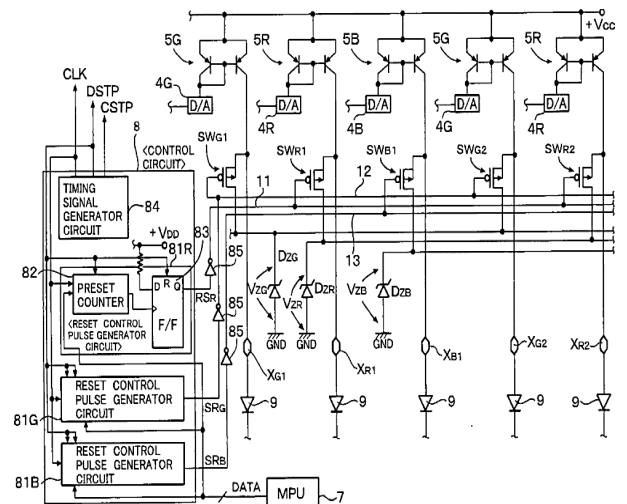 5G 5R 5B 5G 5R +VCC
CLK DSTP CSTP
4G D/A D/A 4R D/A 4B D/A 4G D/A 4R
8 <CONTROL CIRCUIT>
SWG1 SWR1 SWB1 SWG2 SWR2
11 12 13
TIMING SIGNAL GENERATOR CIRCUIT 84
+VDD 81R 83
82 PRESET COUNTER
D R Q F/F
<RESET CONTROL PULSE GENERATOR CIRCUIT>
RSR 85 85 85
DZG VZG DZR VZR DZB VZB
GND GND GND
XG1 XR1 XB1 XG2 XR2
9 9 9 9 9
81G RESET CONTROL PULSE GENERATOR CIRCUIT SRG
81B RESET CONTROL PULSE GENERATOR CIRCUIT SRB
DATA MPU 7